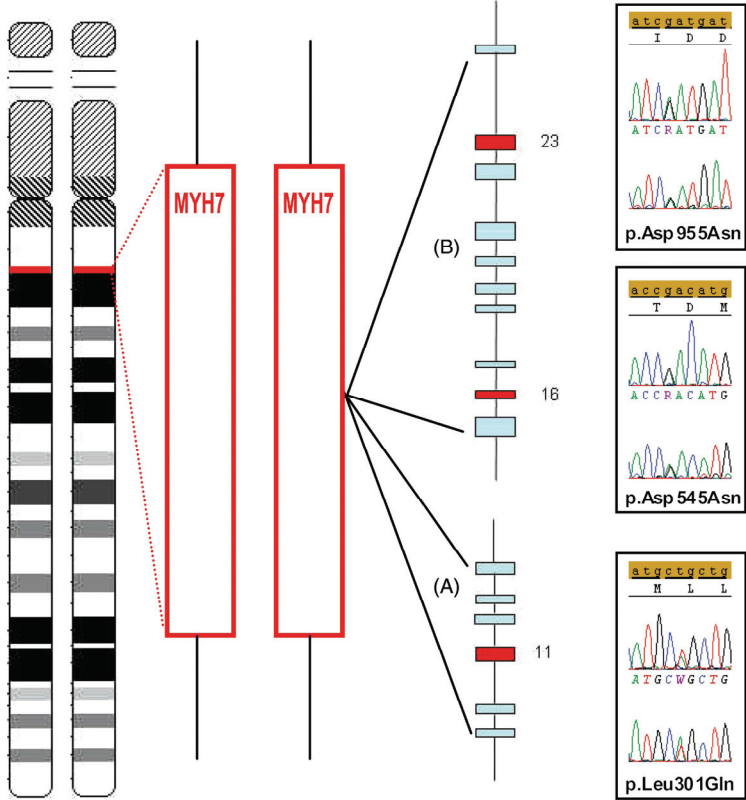 MYH7
MYH7
(B)
23
16
(A)
11
atcgatgat
I D D
ATCRATGAT
p.Asp955Asn
accgacatg
T D M
ACCRACATG
p.Asp545Asn
atgctgctg
M L L
ATGCWGCTG
p.Leu301Gln